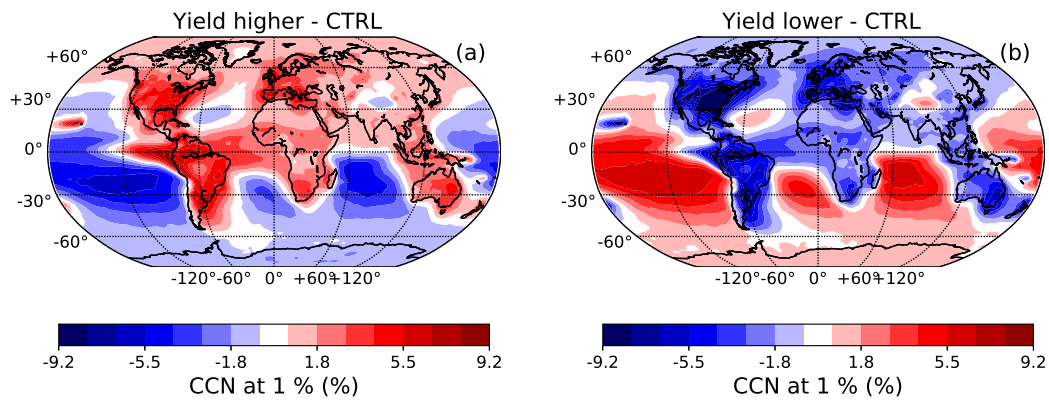 Yield higher - CTRL
(a)
+60°
+30°
0°
-30°
-60°
-120°-60° 0° +60°+120°
-9.2 -5.5 -1.8 1.8 5.5 9.2
CCN at 1 % (%)
Yield lower - CTRL
(b)
+60°
+30°
0°
-30°
-60°
-120°-60° 0° +60°+120°
-9.2 -5.5 -1.8 1.8 5.5 9.2
CCN at 1 % (%)